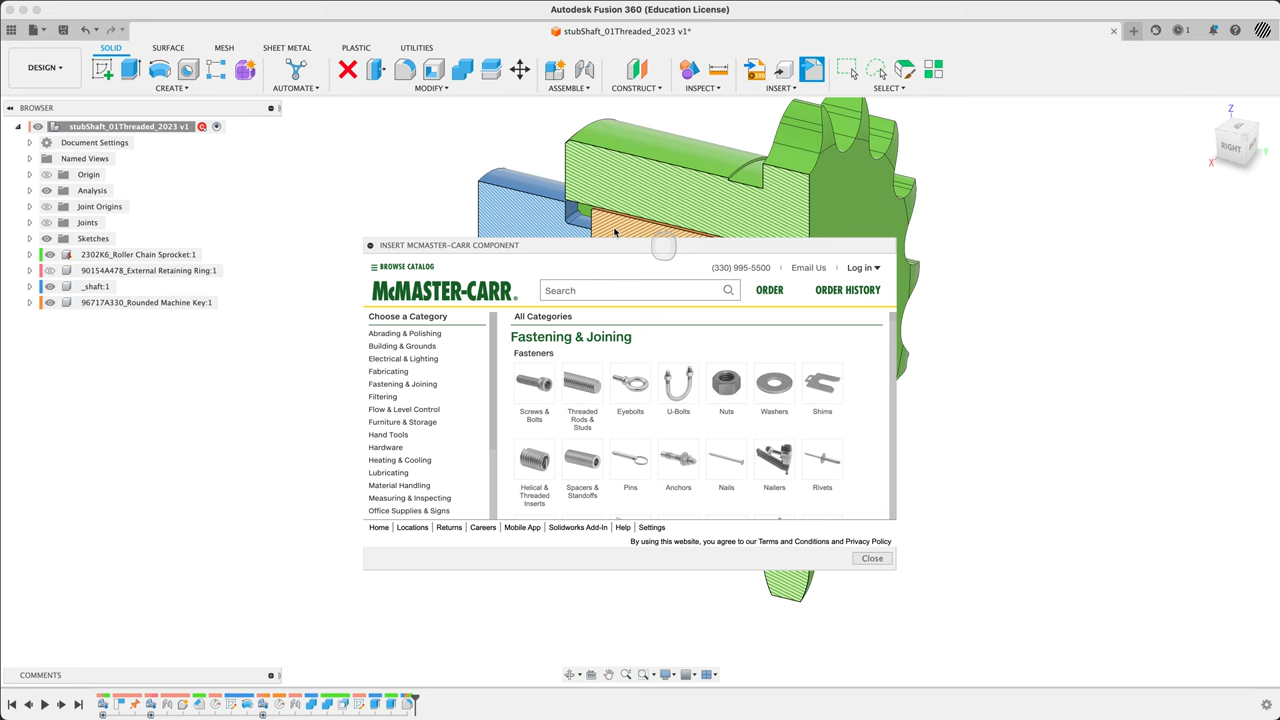 Autodesk Fusion 360 (Education License)
stubShaft_01Threaded_2023 v1*
1
SOLID SURFACE MESH SHEET METAL PLASTIC UTILITIES
DESIGN
CREATE AUTOMATE MODIFY ASSEMBLE CONSTRUCT INSPECT INSERT SELECT
BROWSER
stubShaft_01Threaded_2023 v1
Document Settings
Named Views
Origin
Analysis
Joint Origins
Joints
Sketches
2302K6_Roller Chain Sprocket:1
90154A478_External Retaining Ring:1
_shaft:1
96717A330_Rounded Machine Key:1
Z
RIGHT
X
Y
INSERT MCMASTER-CARR COMPONENT
BROWSE CATALOG
(330) 995-5500 Email Us Log in
McMASTER-CARR.
Search
ORDER ORDER HISTORY
Choose a Category
Abrading & Polishing
Building & Grounds
Electrical & Lighting
Fabricating
Fastening & Joining
Filtering
Flow & Level Control
Furniture & Storage
Hand Tools
Hardware
Heating & Cooling
Lubricating
Material Handling
Measuring & Inspecting
Office Supplies & Signs
All Categories
Fastening & Joining
Fasteners
Screws & Bolts
Threaded Rods & Studs
Eyebolts
U-Bolts
Nuts
Washers
Shims
Helical & Threaded Inserts
Spacers & Standoffs
Pins
Anchors
Nails
Nailers
Rivets
Home Locations Returns Careers Mobile App Solidworks Add-In Help Settings
By using this website, you agree to our Terms and Conditions and Privacy Policy
Close
COMMENTS